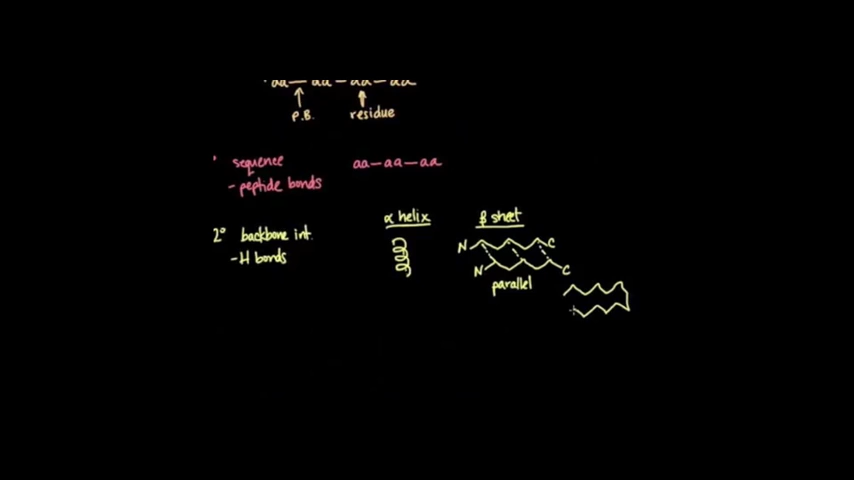 aa— aa — aa — aa
P.B. residue
' sequence aa—aa—aa
- peptide bonds
α helix β sheet
2° backbone int.
- H bonds
N C
N C
parallel